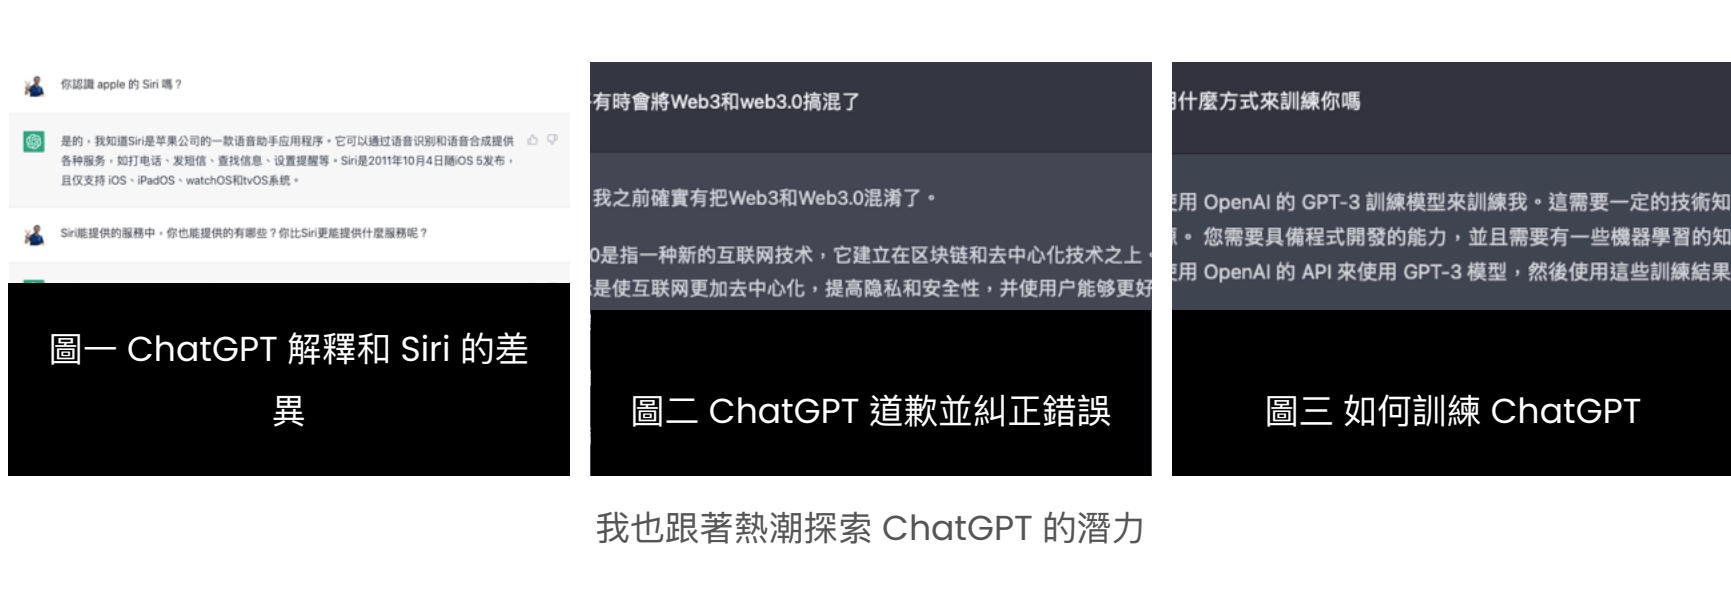 你認識 apple 的 Siri 嗎？
是的，我知道Siri是苹果公司的一款语音助手应用程序。它可以通过语音识别和语音合成提供
各种服务，如打电话、发短信、查找信息、设置提醒等。Siri是2011年10月4日随iOS 5发布，
且仅支持 iOS、iPadOS、watchOS和tvOS系统。
Siri能提供的服務中，你也能提供的有哪些？你比Siri更能提供什麼服務呢？
圖一 ChatGPT 解釋和 Siri 的差
異
有時會將Web3和web3.0搞混了
我之前確實有把Web3和Web3.0混淆了。
0是指一种新的互联网技术，它建立在区块链和去中心化技术之上。
是使互联网更加去中心化，提高隐私和安全性，并使用户能够更好
圖二 ChatGPT 道歉並糾正錯誤
什麼方式來訓練你嗎
用 OpenAI 的 GPT-3 訓練模型來訓練我。這需要一定的技術知
。 您需要具備程式開發的能力，並且需要有一些機器學習的知
用 OpenAI 的 API 來使用 GPT-3 模型，然後使用這些訓練結果
圖三 如何訓練 ChatGPT
我也跟著熱潮探索 ChatGPT 的潛力